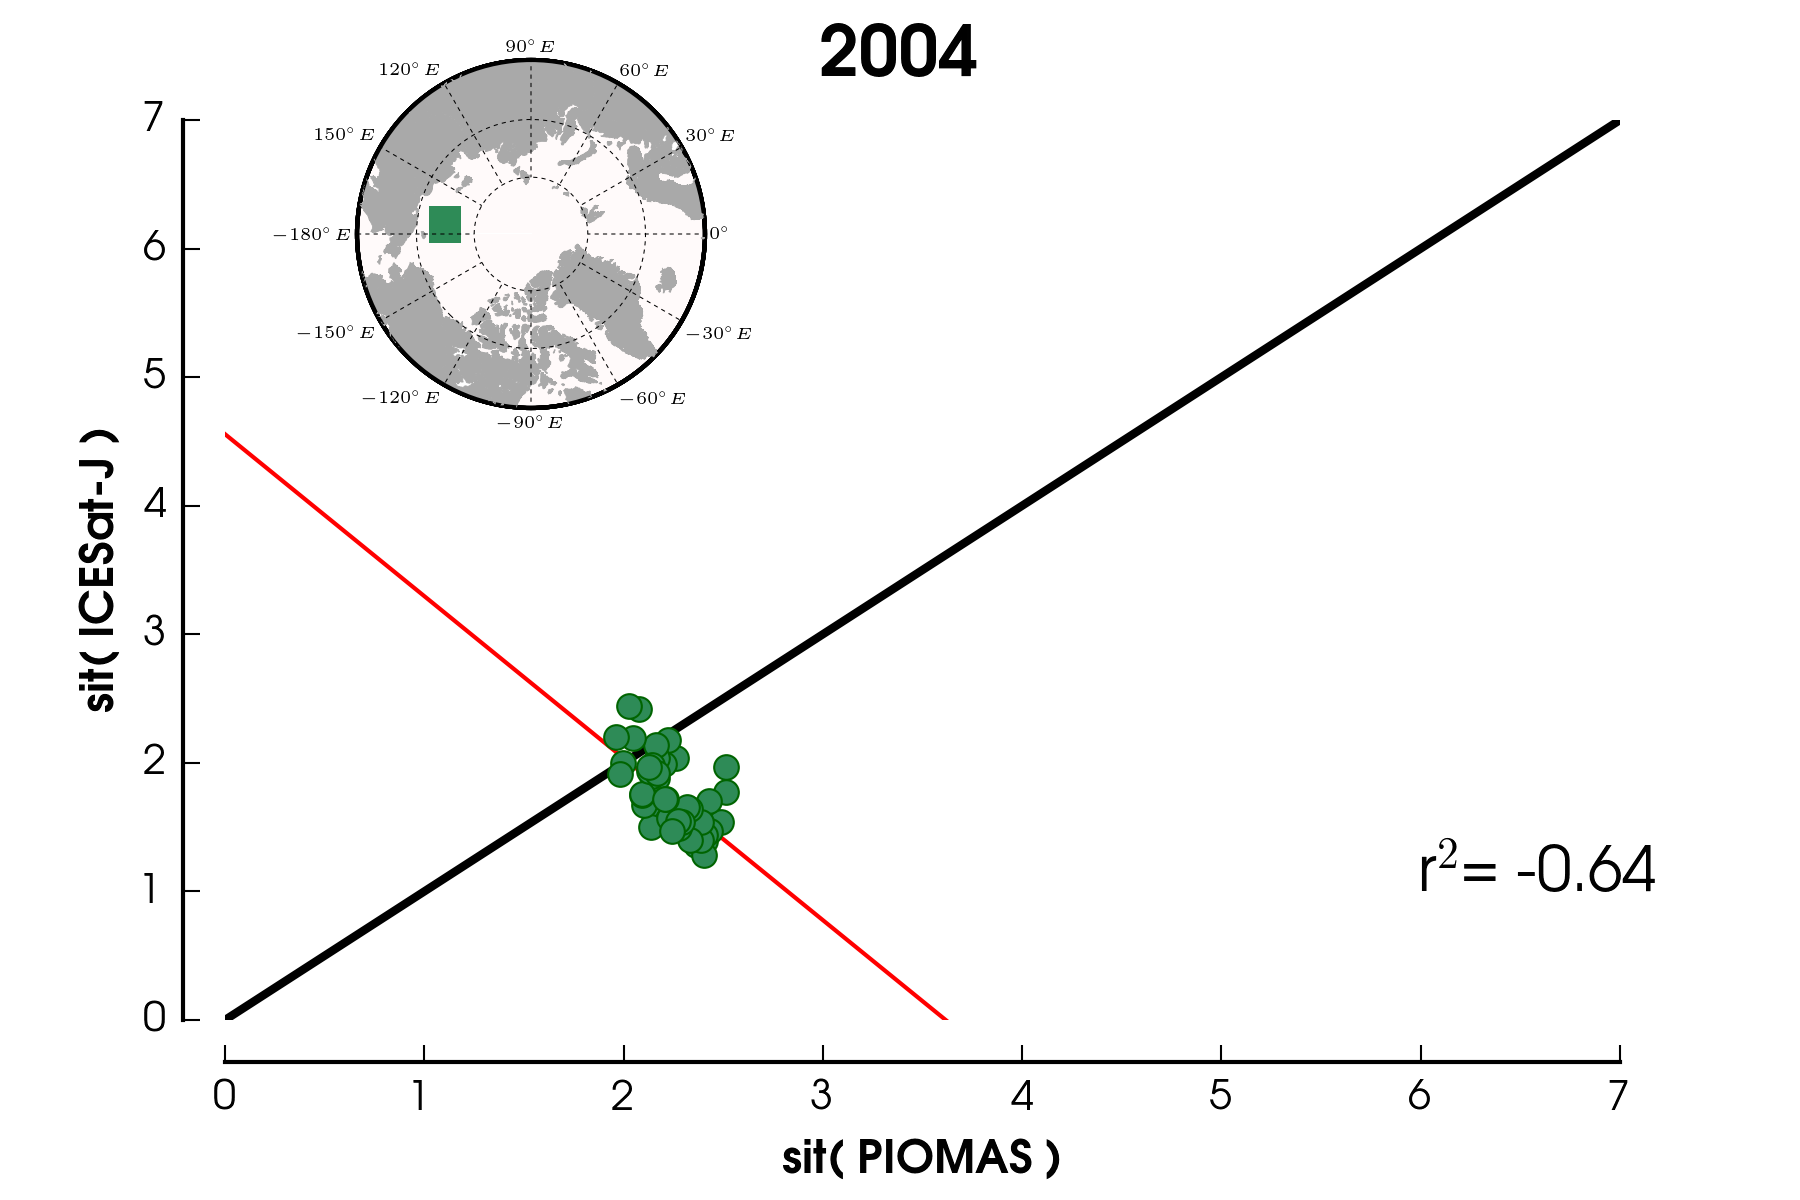 2004
90° E
120° E
60° E
150° E
30° E
−180° E
0°
−150° E
−30° E
−120° E
−60° E
−90° E
7
6
5
4
3
2
1
0
sit( ICESat-J )
r²= -0.64
0 1 2 3 4 5 6 7
sit( PIOMAS )